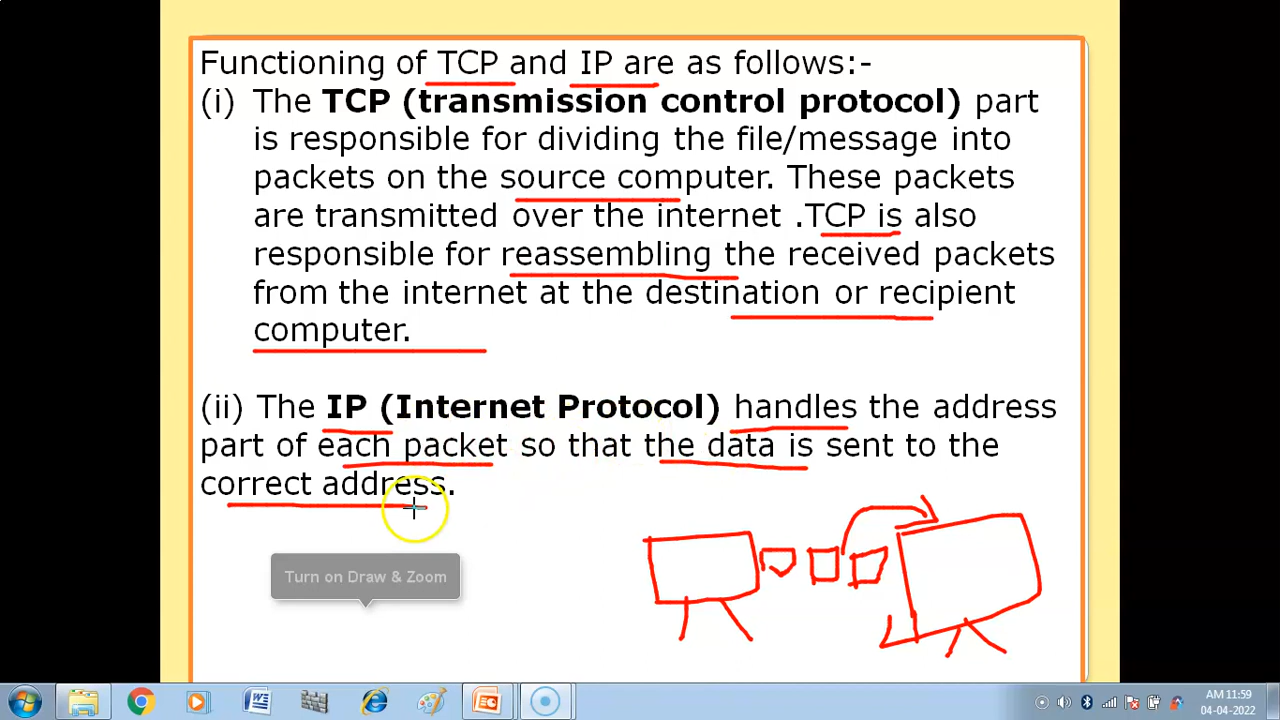 Functioning of TCP and IP are as follows:-
(i) The TCP (transmission control protocol) part
is responsible for dividing the file/message into
packets on the source computer. These packets
are transmitted over the internet .TCP is also
responsible for reassembling the received packets
from the internet at the destination or recipient
computer.
(ii) The IP (Internet Protocol) handles the address
part of each packet so that the data is sent to the
correct address.
Turn on Draw & Zoom
AM 11:59
04-04-2022